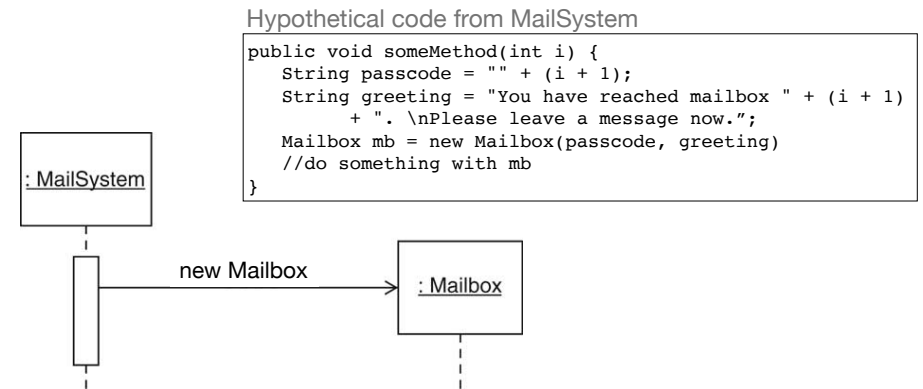 Hypothetical code from MailSystem
public void someMethod(int i) {
String passcode = "" + (i + 1);
String greeting = "You have reached mailbox " + (i + 1)
+ ". \nPlease leave a message now.”;
Mailbox mb = new Mailbox(passcode, greeting)
//do something with mb
}
: MailSystem
new Mailbox
: Mailbox